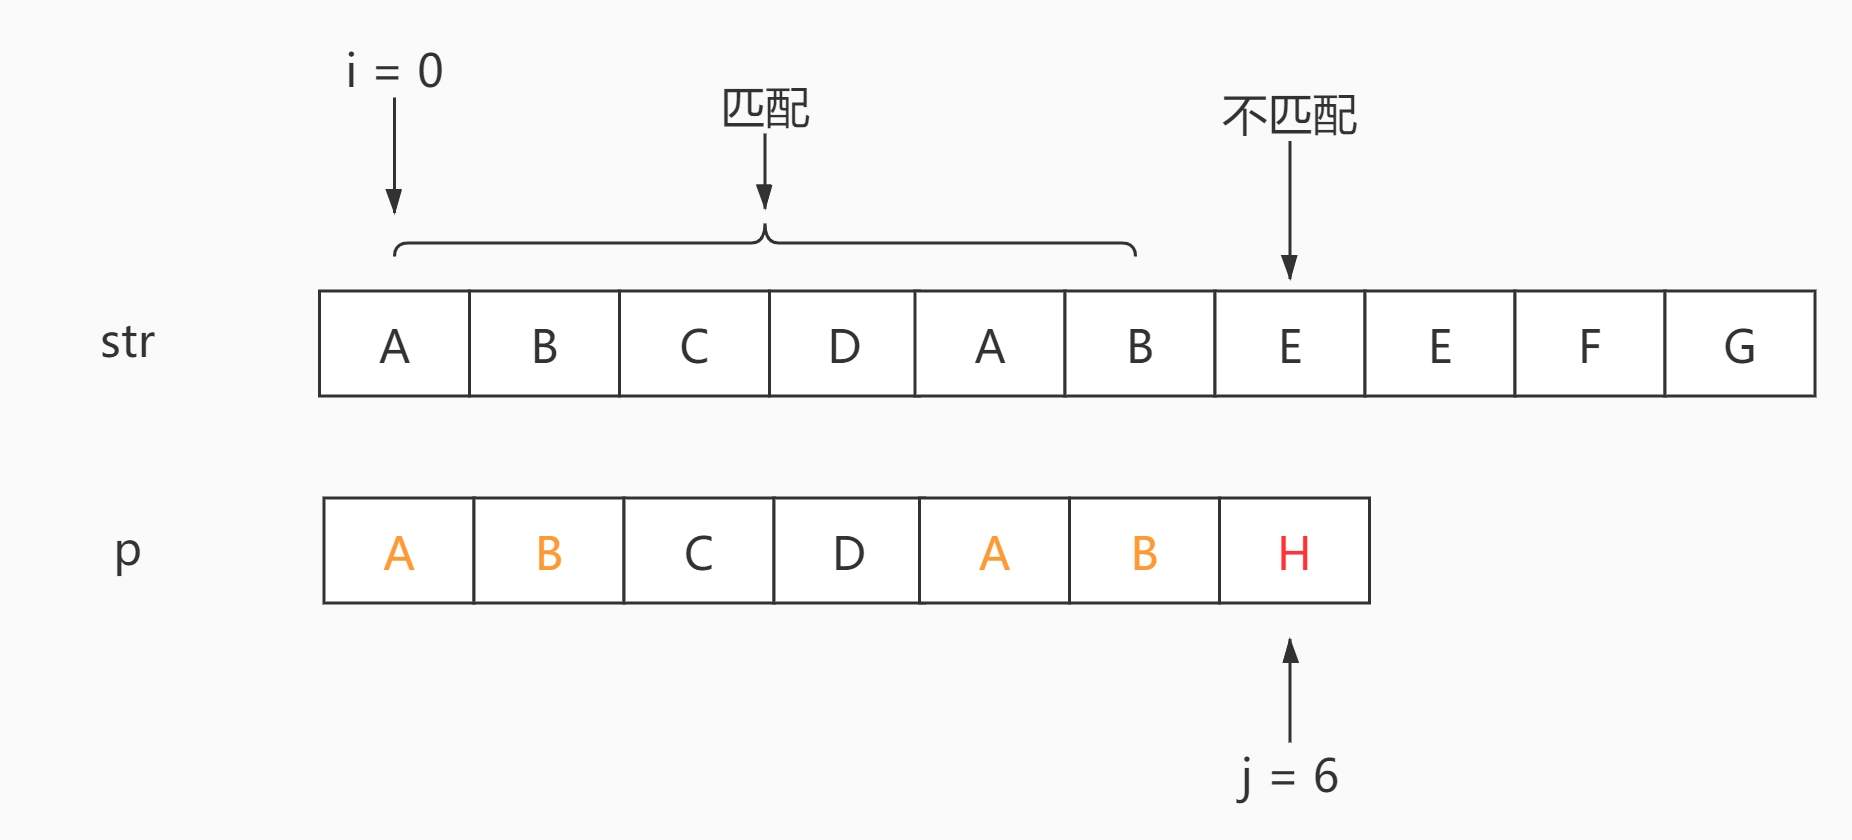 i = 0
匹配
不匹配
str
A B C D A B E E F G
p
A B C D A B H
j = 6